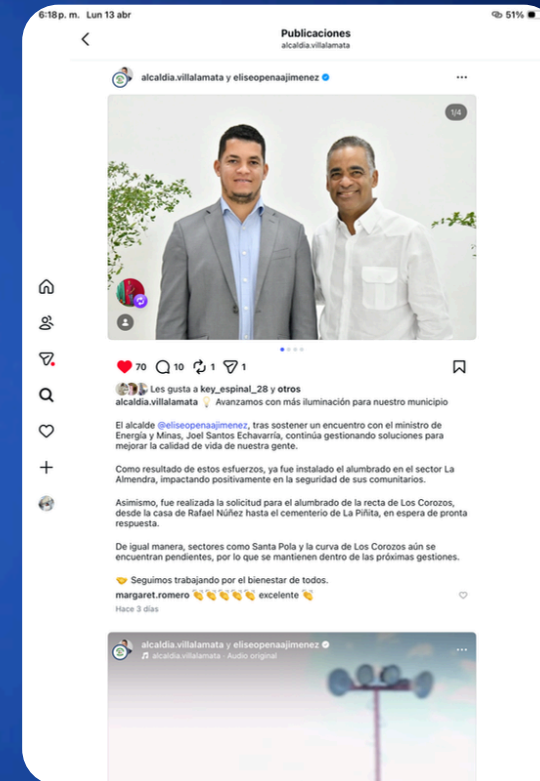 6:18 p. m. Lun 13 abr
51%
Publicaciones
alcaldia.villalamata
alcaldia.villalamata y eliseopenaajimenez
1/4
70 10 1 1
Les gusta a key_espinal_28 y otros
alcaldia.villalamata 💡 Avanzamos con más iluminación para nuestro municipio
El alcalde @eliseopenaajimenez, tras sostener un encuentro con el ministro de
Energía y Minas, Joel Santos Echavarría, continúa gestionando soluciones para
mejorar la calidad de vida de nuestra gente.
Como resultado de estos esfuerzos, ya fue instalado el alumbrado en el sector La
Almendra, impactando positivamente en la seguridad de sus comunitarios.
Asimismo, fue realizada la solicitud para el alumbrado de la recta de Los Corozos,
desde la casa de Rafael Núñez hasta el cementerio de La Piñita, en espera de pronta
respuesta.
De igual manera, sectores como Santa Pola y la curva de Los Corozos aún se
encuentran pendientes, por lo que se mantienen dentro de las próximas gestiones.
🤝 Seguimos trabajando por el bienestar de todos.
margaret.romero 👏👏👏👏👏 excelente 👏
Hace 3 días
alcaldia.villalamata y eliseopenaajimenez
alcaldia.villalamata · Audio original